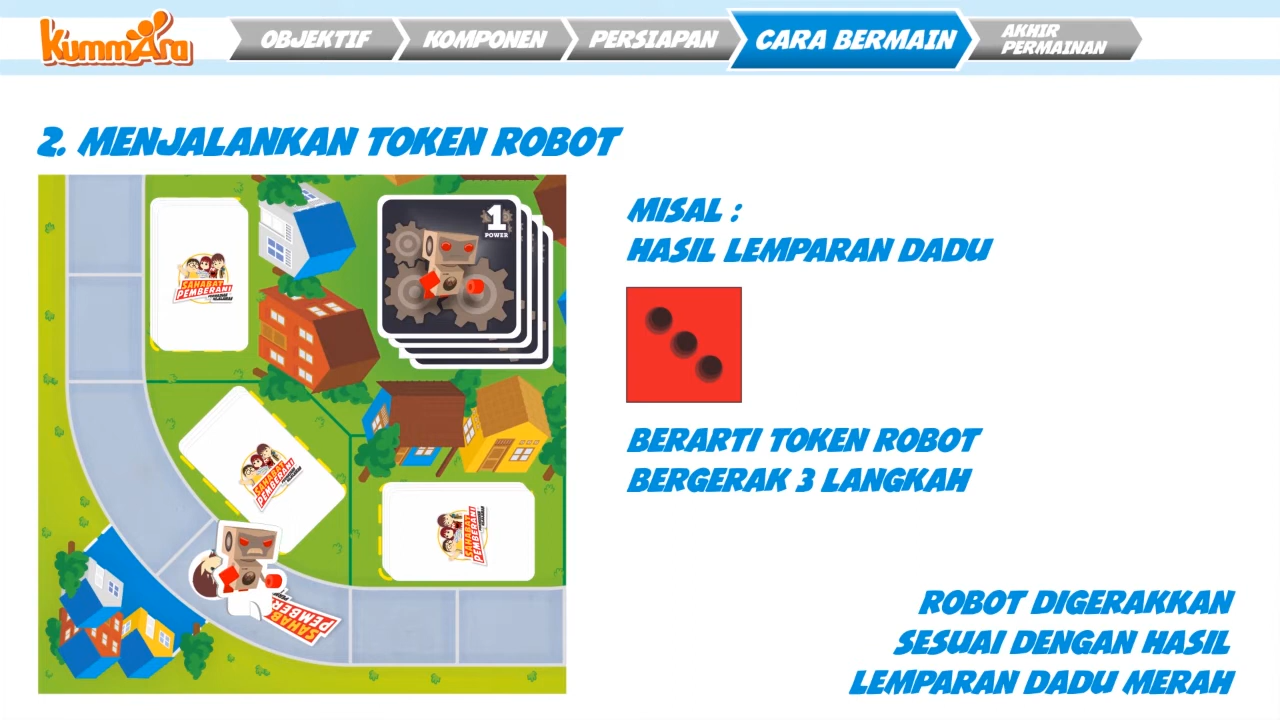 Kummara
OBJEKTIF
KOMPONEN
PERSIAPAN
CARA BERMAIN
AKHIR
PERMAINAN
2. MENJALANKAN TOKEN ROBOT
1
POWER
SAHABAT
PEMBERANI
SAHABAT
PEMBERANI
SAHABAT
PEMBERANI
MISAL :
HASIL LEMPARAN DADU
BERARTI TOKEN ROBOT
BERGERAK 3 LANGKAH
ROBOT DIGERAKKAN
SESUAI DENGAN HASIL
LEMPARAN DADU MERAH